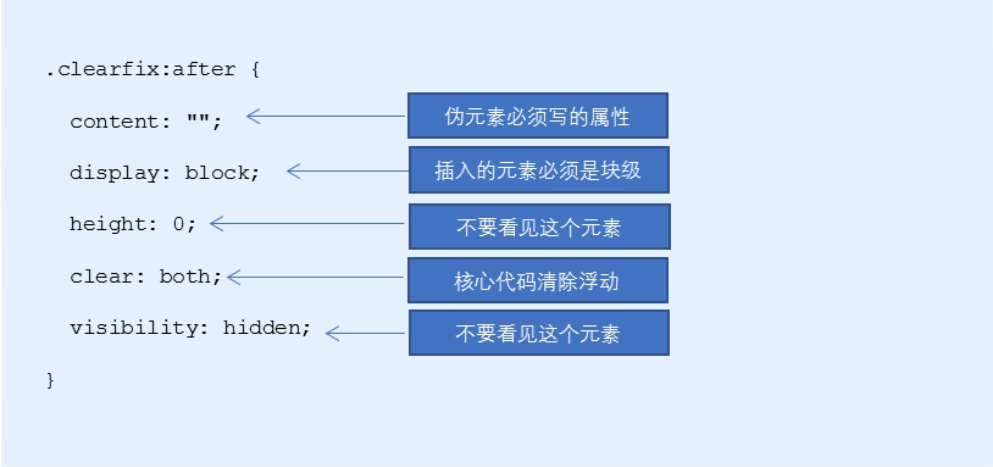 .clearfix:after {
content: ""; 伪元素必须写的属性
display: block; 插入的元素必须是块级
height: 0; 不要看见这个元素
clear: both; 核心代码清除浮动
visibility: hidden; 不要看见这个元素
}